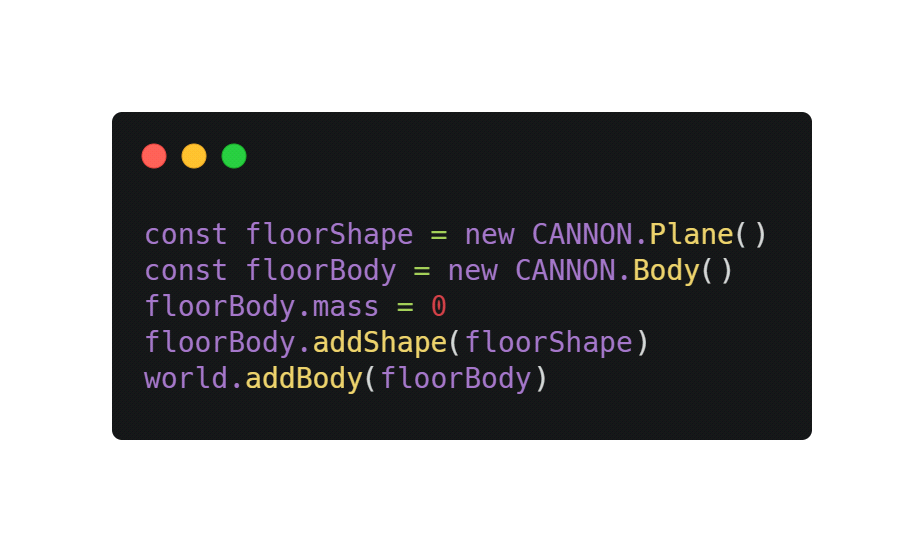 const floorShape = new CANNON.Plane()
const floorBody = new CANNON.Body()
floorBody.mass = 0
floorBody.addShape(floorShape)
world.addBody(floorBody)